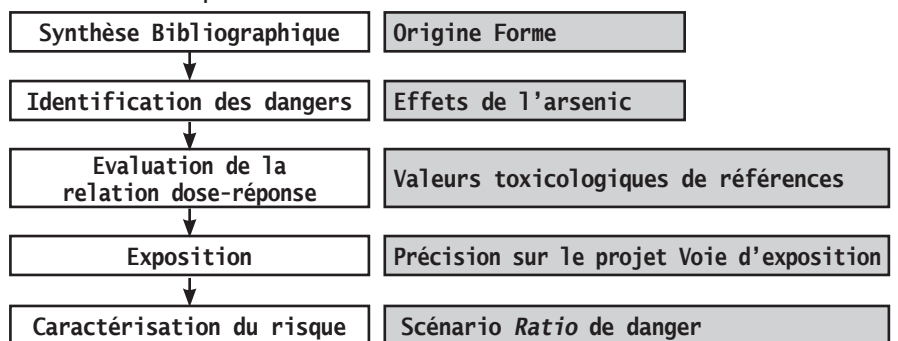 Synthèse Bibliographique
Origine Forme
Identification des dangers
Effets de l'arsenic
Evaluation de la
relation dose-réponse
Valeurs toxicologiques de références
Exposition
Précision sur le projet Voie d'exposition
Caractérisation du risque
Scénario Ratio de danger